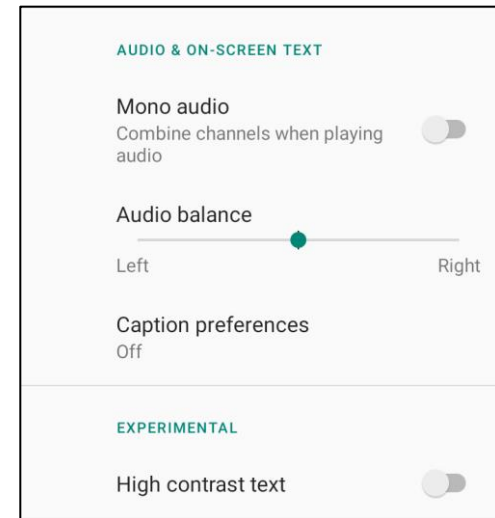 AUDIO & ON-SCREEN TEXT
Mono audio
Combine channels when playing
audio
Audio balance
Left Right
Caption preferences
Off
EXPERIMENTAL
High contrast text